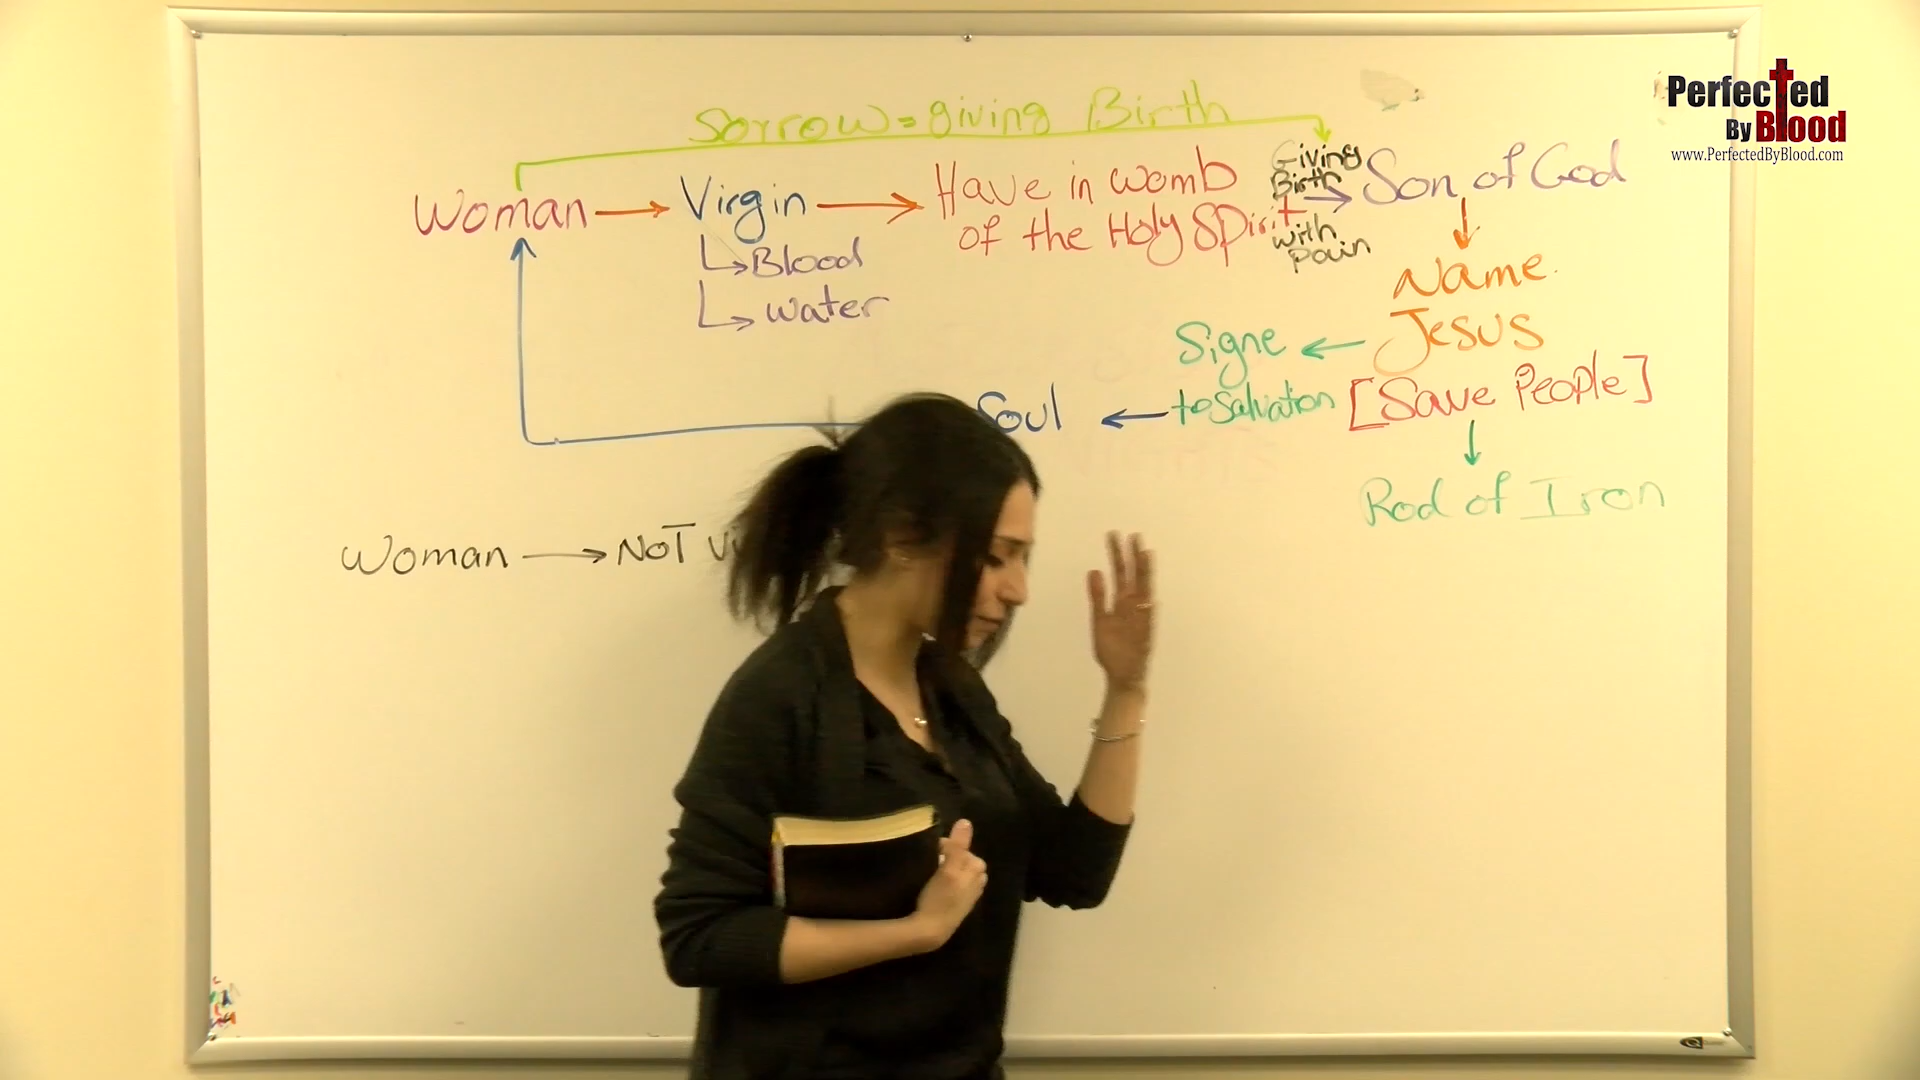 Perfected
By Blood
www.PerfectedByBlood.com
Sorrow = giving Birth
Woman → Virgin → Have in womb
of the Holy Spirit
Giving
Birth
with
Pain
→ Son of God
↳ Blood
↳ water
Name
Jesus
Signe ←
to Salvation
[Save People]
Soul ←
Rod of Iron
Woman → NOT